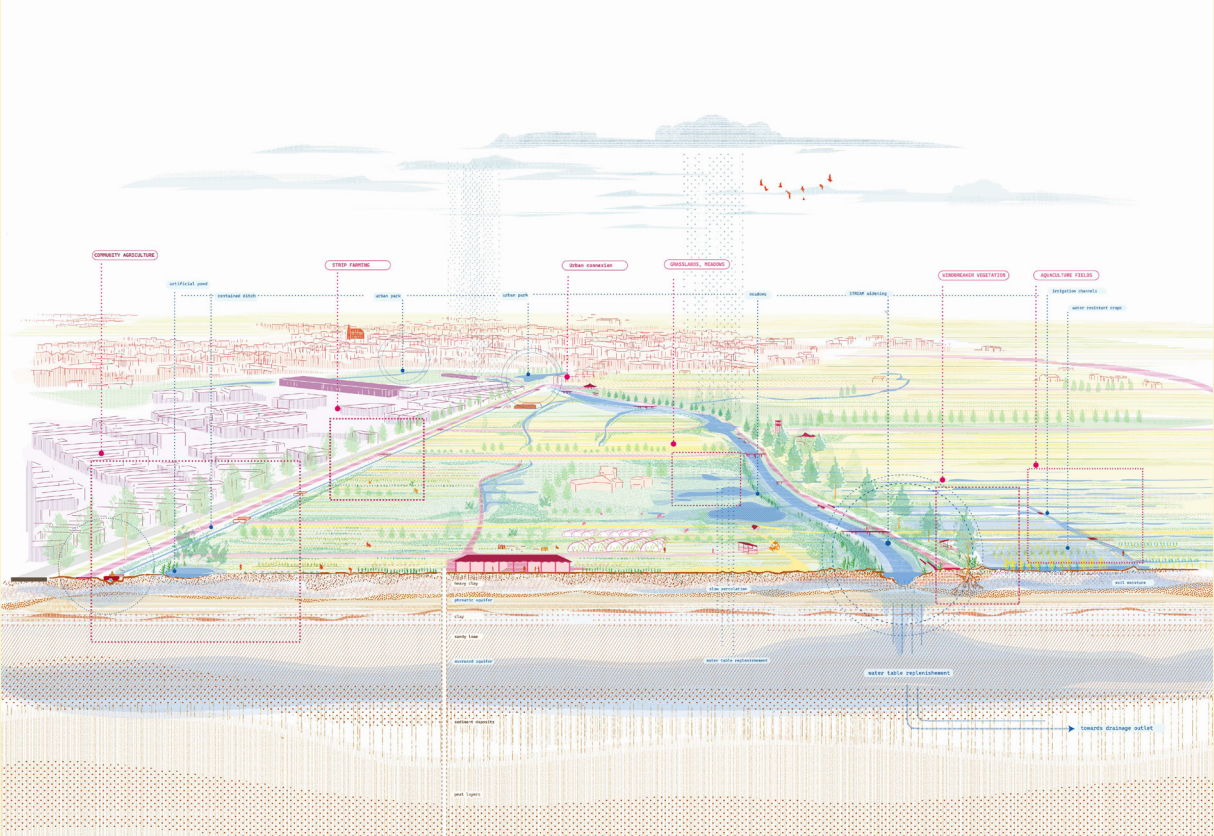 COMMUNITY AGRICULTURE
STRIP FARMING
Urban connexion
GRASSLANDS, MEADOWS
WINDBREAKER VEGETATION
AQUACULTURE FIELDS
artificial pond
contained ditch
urban park
urban park
meadows
STREAM widening
irrigation channels
water resistant crops
heavy clay
phreatic aquifer
clay
sandy loam
sediment deposits
peat layers
slow percolation
soil moisture
water table replenishment
water table replenishment
towards drainage outlet